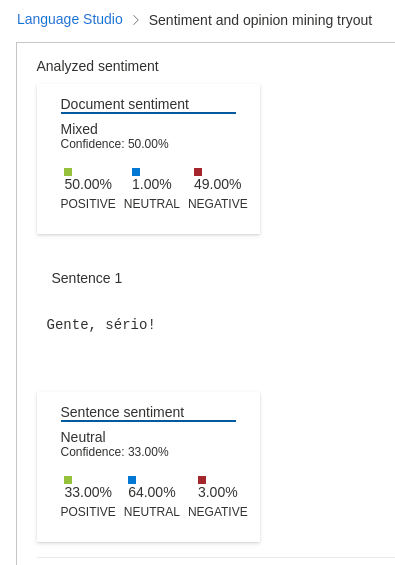 Language Studio > Sentiment and opinion mining tryout
Analyzed sentiment
Document sentiment
Mixed
Confidence: 50.00%
50.00% 1.00% 49.00%
POSITIVE NEUTRAL NEGATIVE
Sentence 1
Gente, sério!
Sentence sentiment
Neutral
Confidence: 33.00%
33.00% 64.00% 3.00%
POSITIVE NEUTRAL NEGATIVE